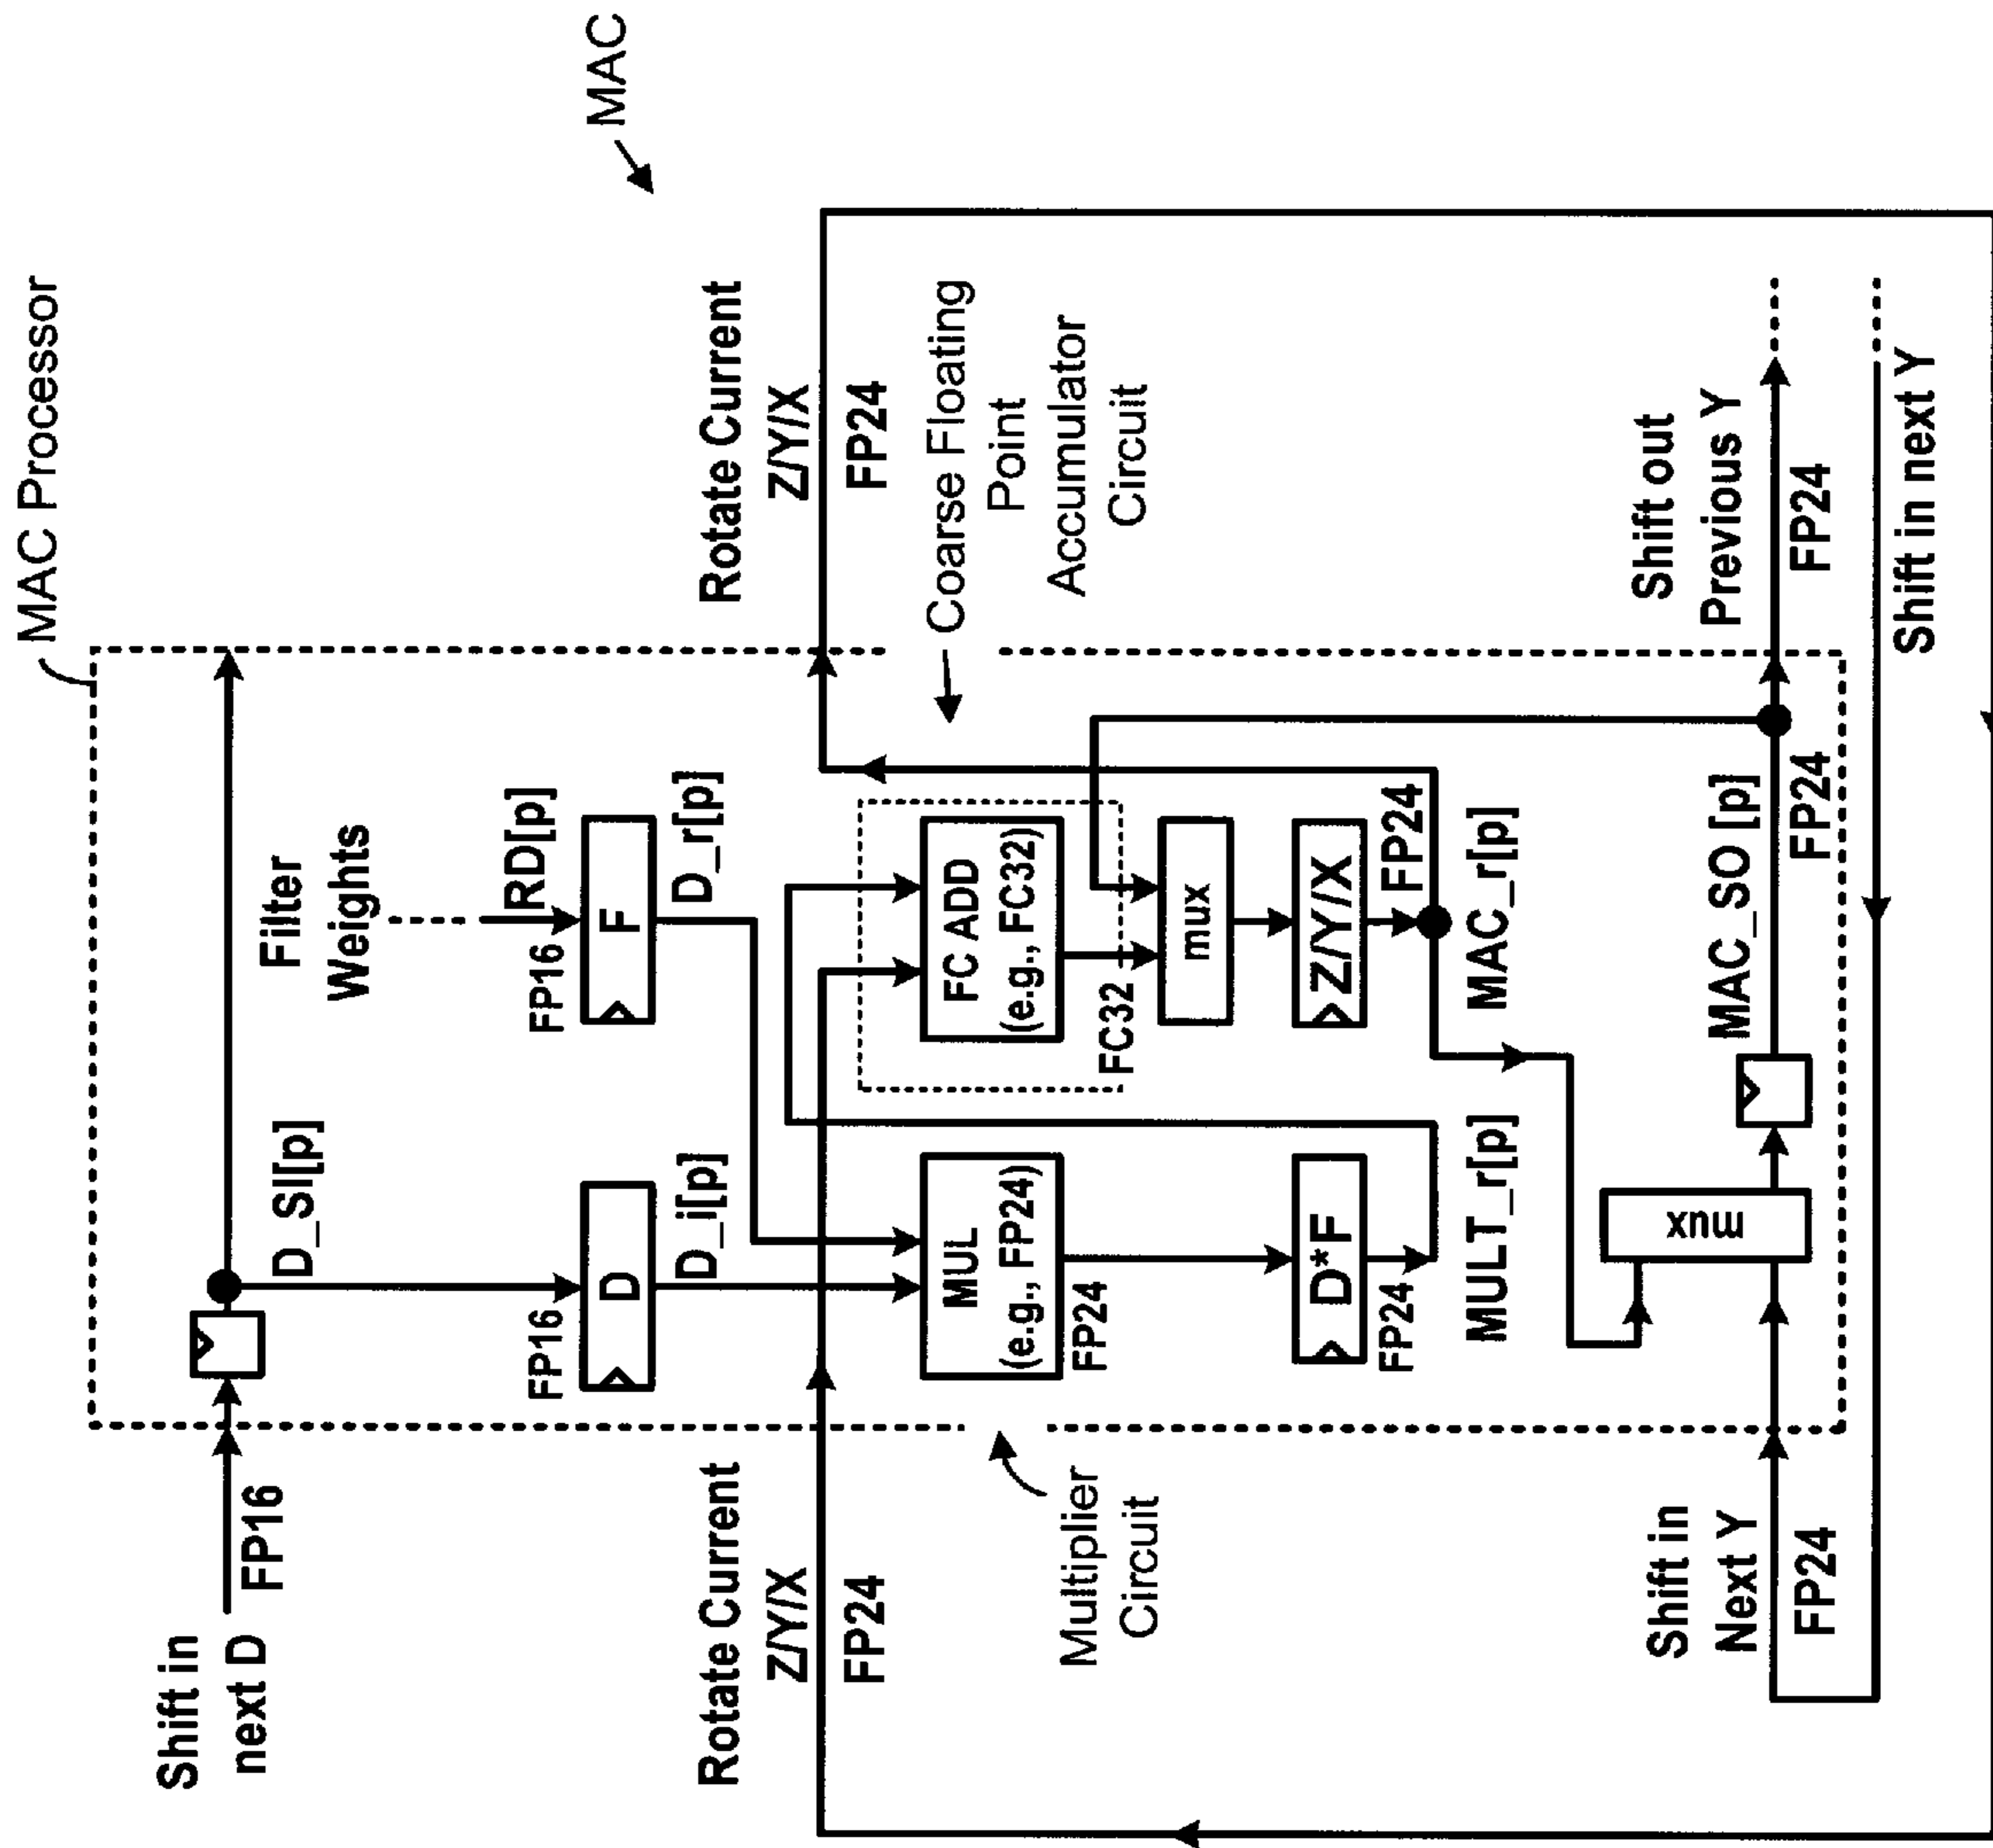 MAC Processor
MAC
Shift in
next D
FP16
D_SI[p]
Filter
Weights
RD[p]
FP16
D
D_i[p]
FP16
F
D_r[p]
Rotate Current
Z/Y/X
FP24
Rotate Current
Z/Y/X
FP24
Multiplier
Circuit
MUL
(e.g., FP24)
FP24
D*F
FP24
MULT_r[p]
FC ADD
(e.g., FC32)
FC32
mux
Z/Y/X
FP24
MAC_r[p]
Coarse Floating
Point
Accumulator
Circuit
Shift in
Next Y
FP24
mux
MAC_SO [p]
FP24
Shift out
Previous Y
FP24
Shift in next Y